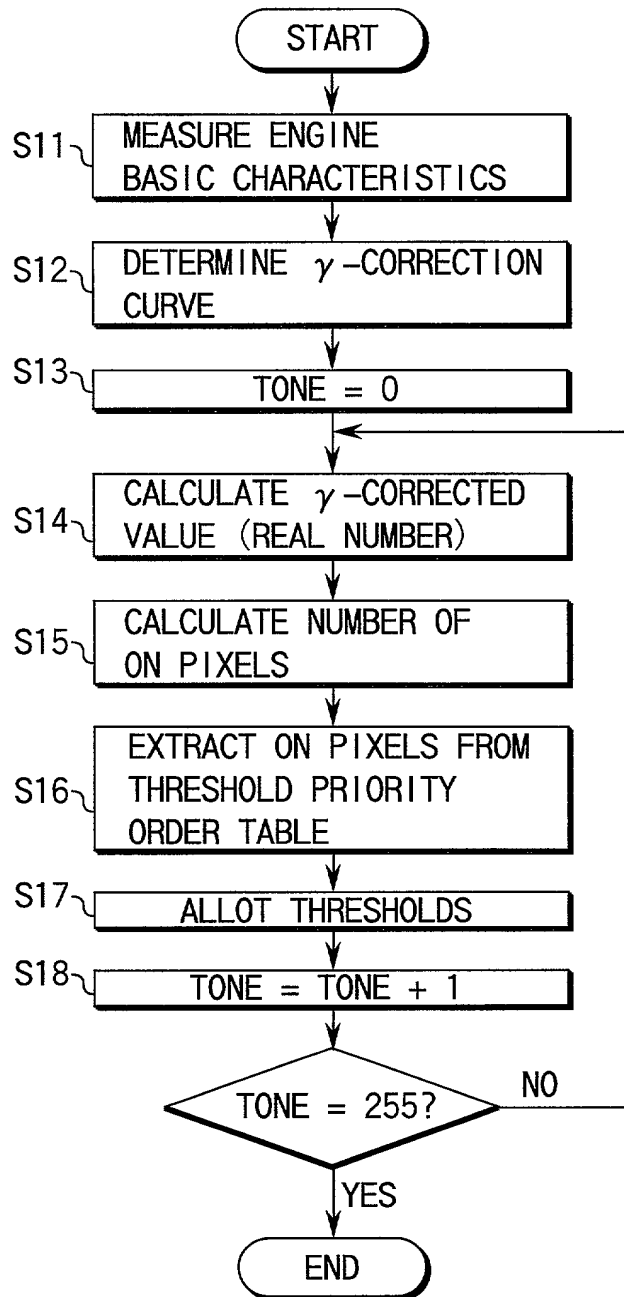 START
S11
MEASURE ENGINE
BASIC CHARACTERISTICS
S12
DETERMINE γ-CORRECTION
CURVE
S13
TONE = 0
S14
CALCULATE γ-CORRECTED
VALUE (REAL NUMBER)
S15
CALCULATE NUMBER OF
ON PIXELS
S16
EXTRACT ON PIXELS FROM
THRESHOLD PRIORITY
ORDER TABLE
S17
ALLOT THRESHOLDS
S18
TONE = TONE + 1
TONE = 255?
NO
YES
END